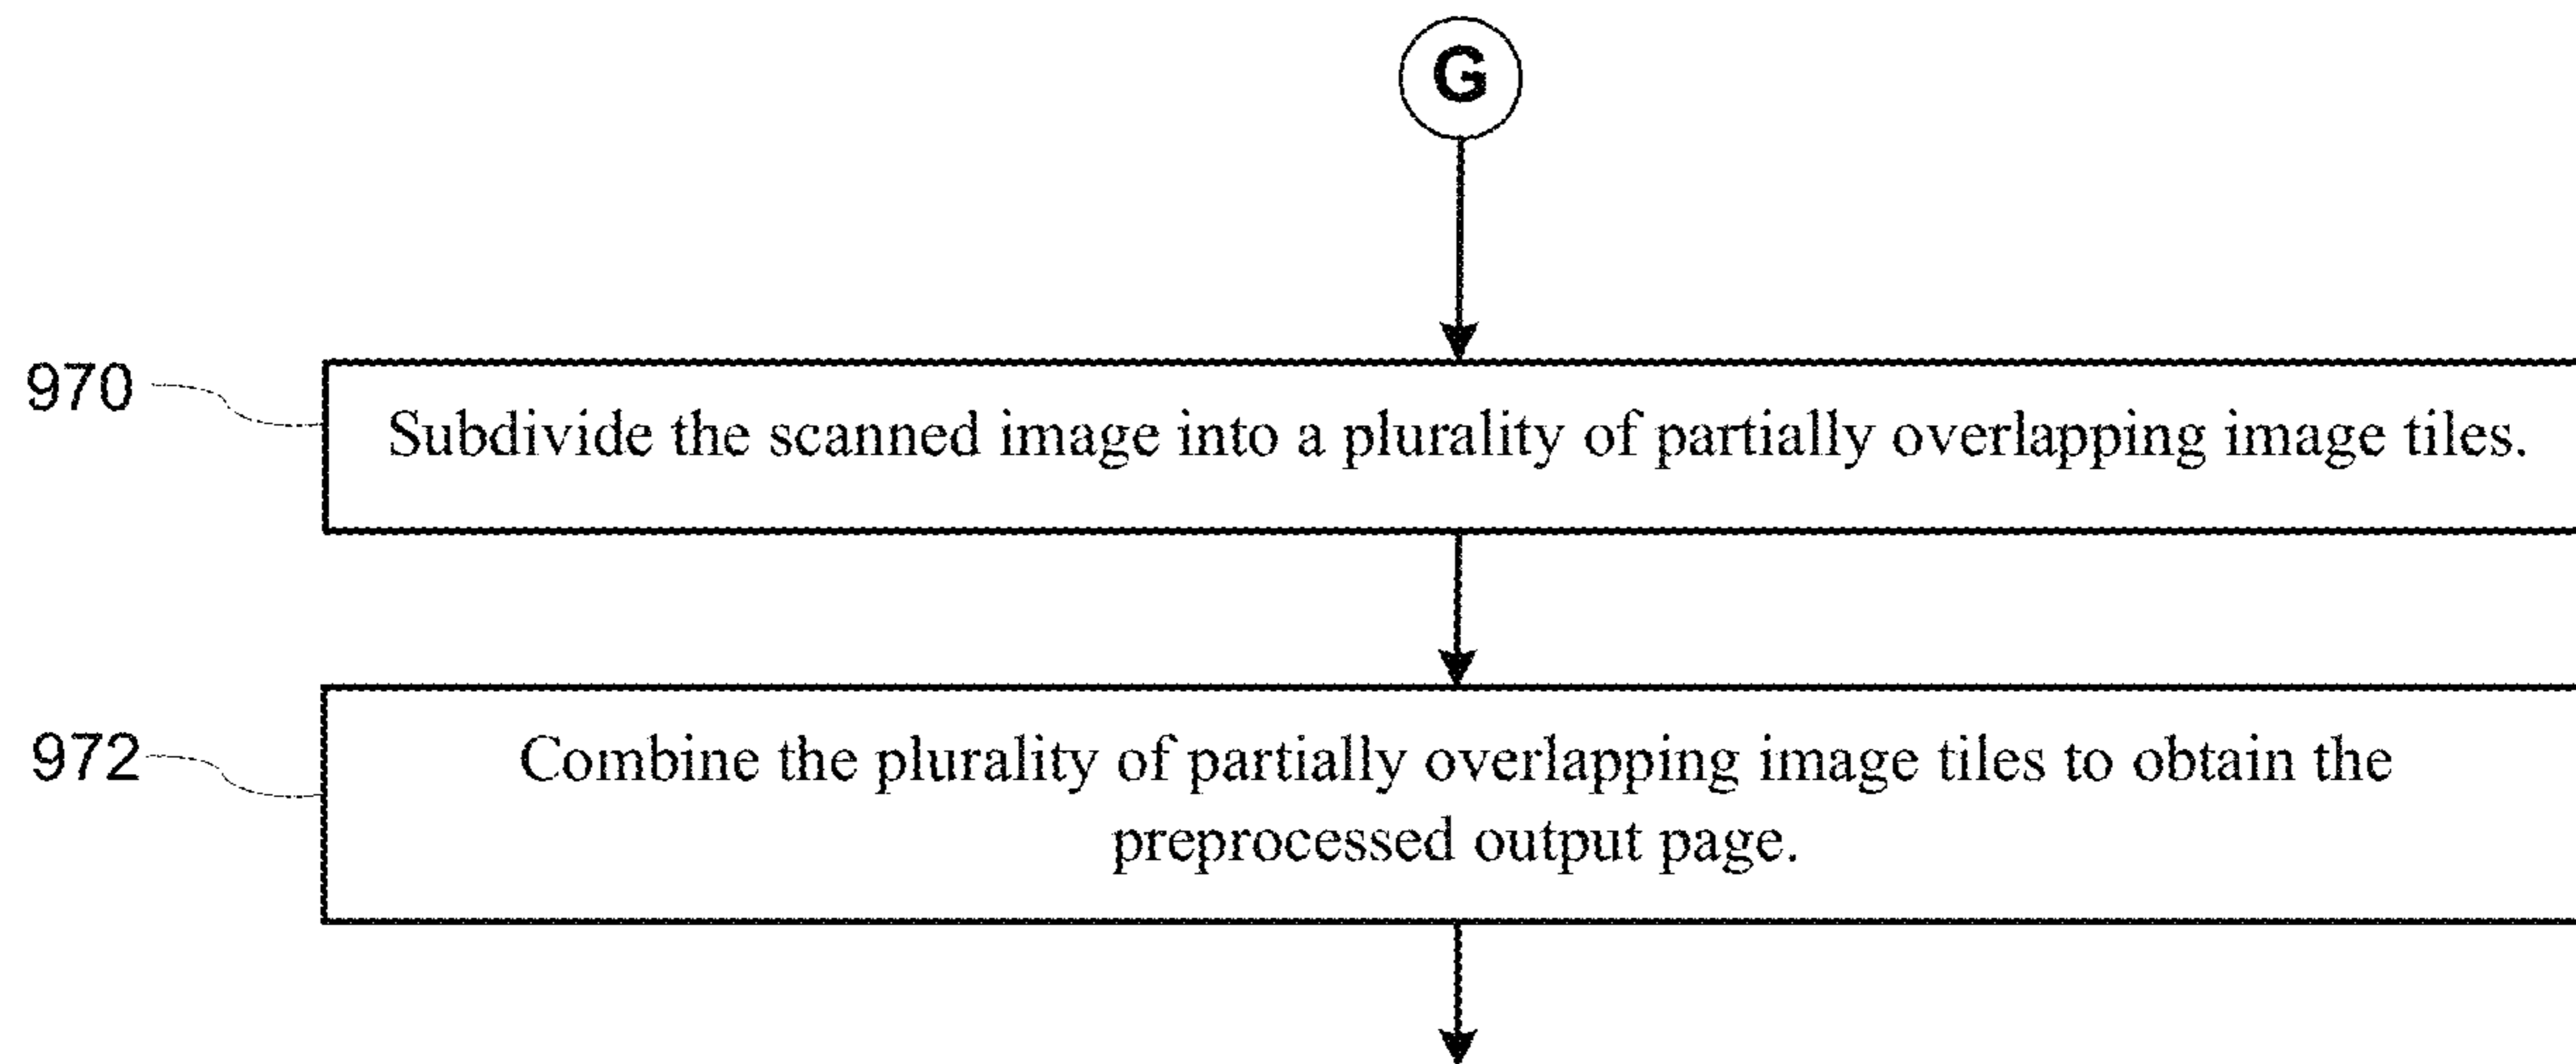 G
970
Subdivide the scanned image into a plurality of partially overlapping image tiles.
972
Combine the plurality of partially overlapping image tiles to obtain the
preprocessed output page.